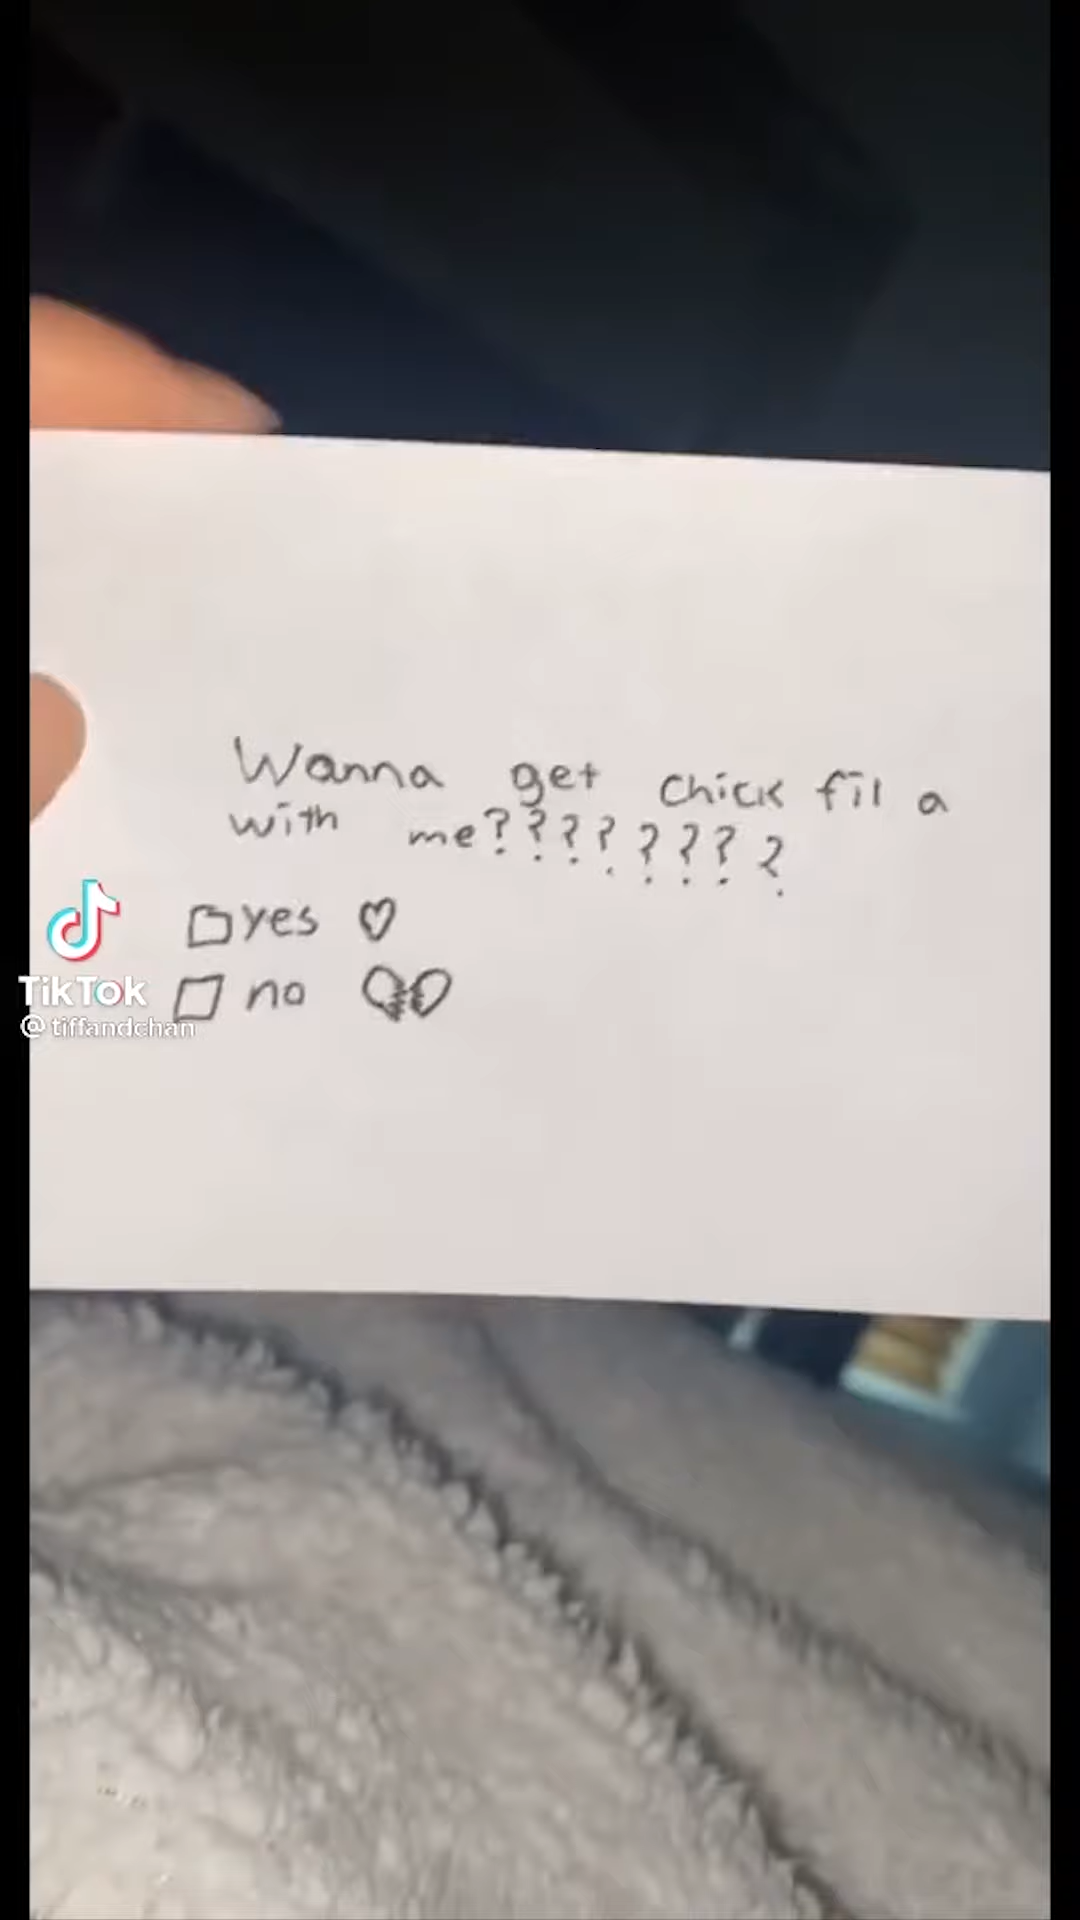 Wanna get chick fil a
with me????????
yes ♡
no
TikTok
@tiffandchan